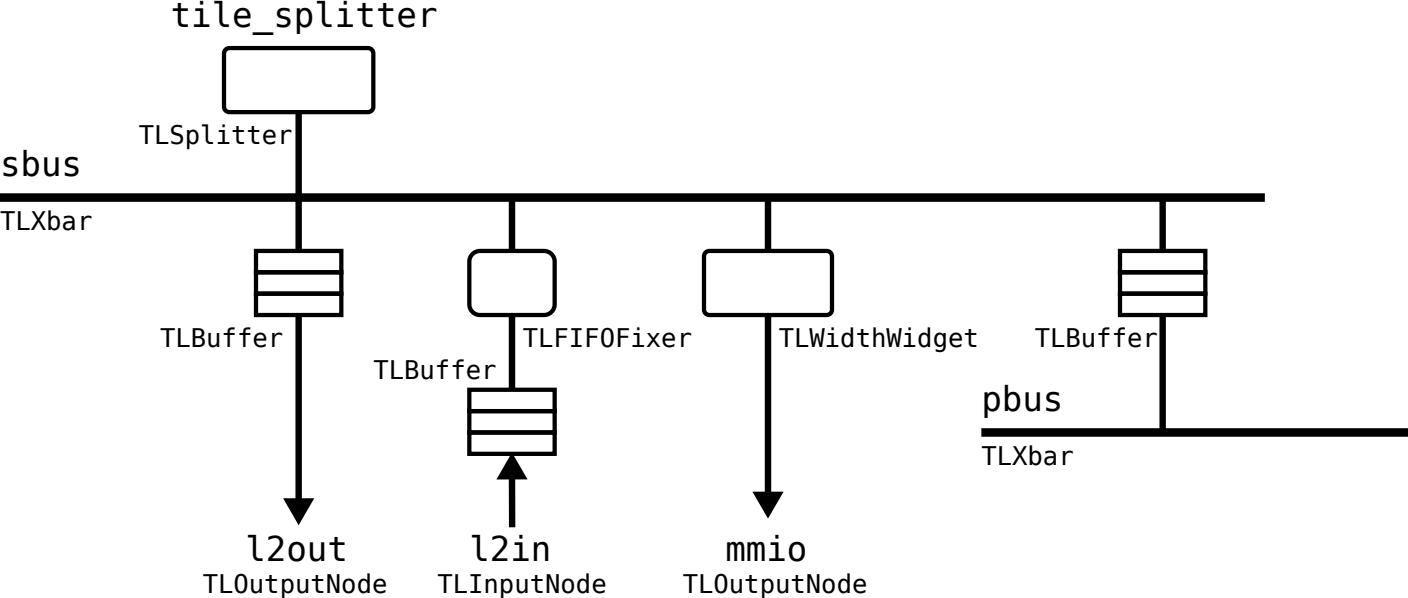 tile_splitter
TLSplitter
sbus
TLXbar
TLBuffer
TLFIFOFixer
TLWidthWidget
TLBuffer
TLBuffer
pbus
TLXbar
l2out
TLOutputNode
l2in
TLInputNode
mmio
TLOutputNode